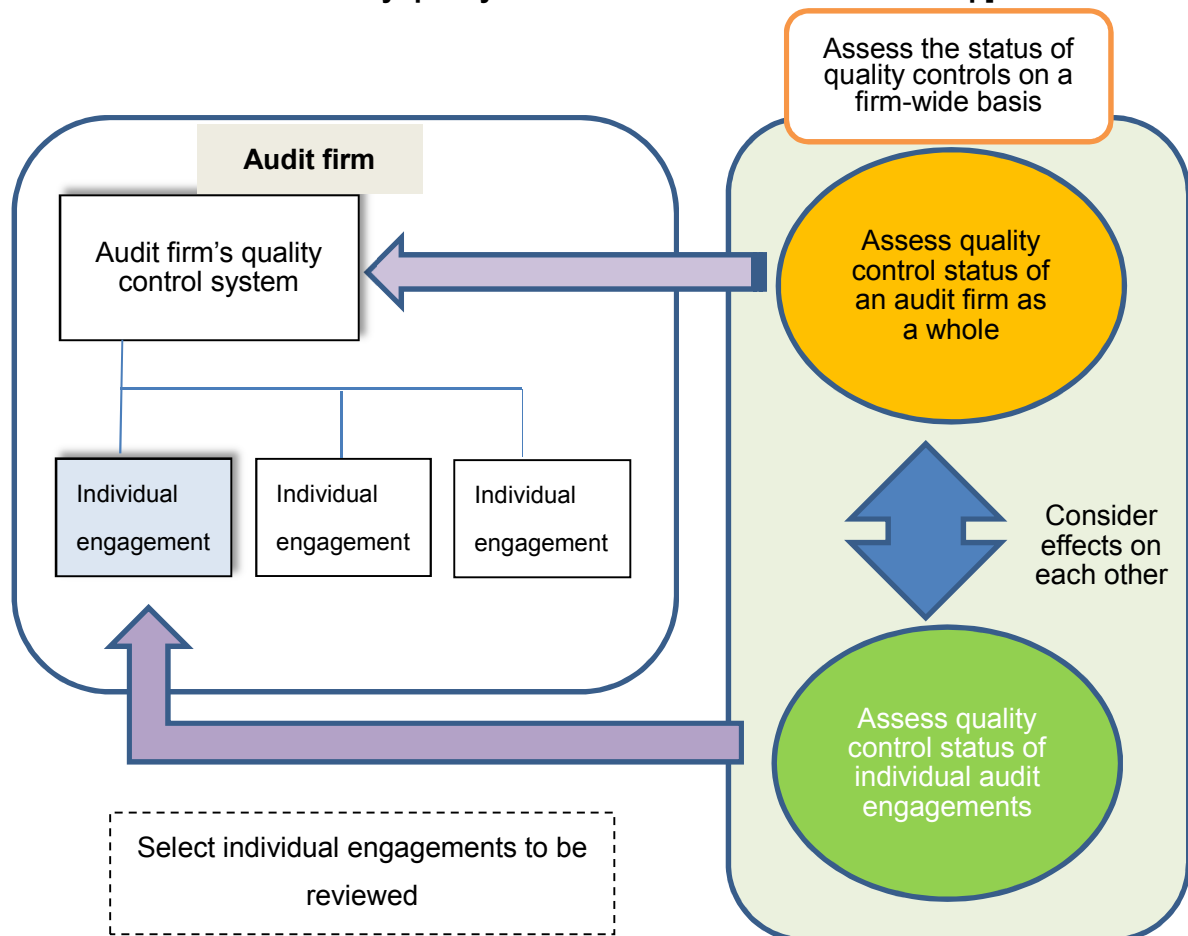 Assess the status of
quality controls on a
firm-wide basis
Audit firm
Audit firm's quality
control system
Assess quality
control status of
an audit firm as
a whole
Individual
engagement
Individual
engagement
Individual
engagement
Consider
effects on
each other
Assess quality
control status of
individual audit
engagements
Select individual engagements to be
reviewed